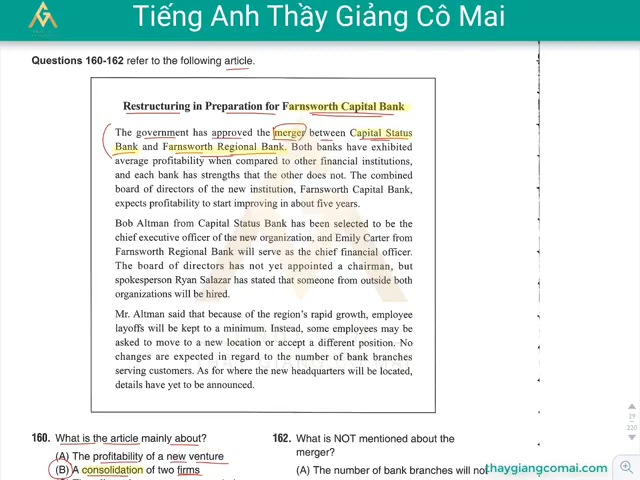 Tiếng Anh Thầy Giảng Cô Mai
Questions 160-162 refer to the following article.
Restructuring in Preparation for Farnsworth Capital Bank
The government has approved the merger between Capital Status
Bank and Farnsworth Regional Bank. Both banks have exhibited
average profitability when compared to other financial institutions,
and each bank has strengths that the other does not. The combined
board of directors of the new institution, Farnsworth Capital Bank,
expects profitability to start improving in about five years.
Bob Altman from Capital Status Bank has been selected to be the
chief executive officer of the new organization, and Emily Carter from
Farnsworth Regional Bank will serve as the chief financial officer.
The board of directors has not yet appointed a chairman, but
spokesperson Ryan Salazar has stated that someone from outside both
organizations will be hired.
Mr. Altman said that because of the region's rapid growth, employee
layoffs will be kept to a minimum. Instead, some employees may be
asked to move to a new location or accept a different position. No
changes are expected in regard to the number of bank branches
serving customers. As for where the new headquarters will be located,
details have yet to be announced.
160. What is the article mainly about?
(A) The profitability of a new venture
(B) A consolidation of two firms
162. What is NOT mentioned about the
merger?
(A) The number of bank branches will not
thaygiangcomai.com
29
220